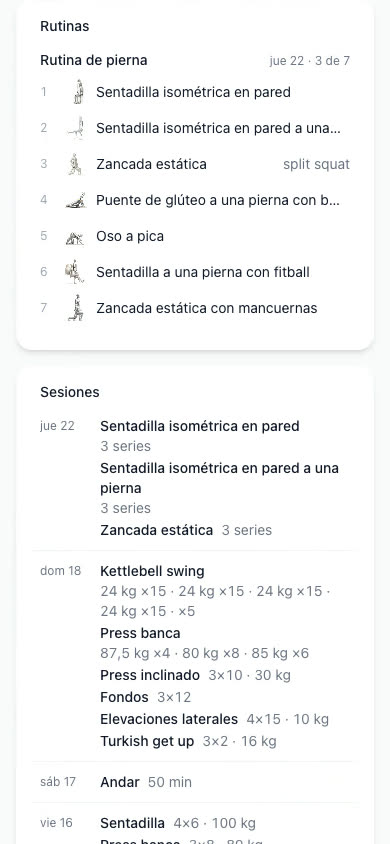 Rutinas
Rutina de pierna jue 22 · 3 de 7
1 Sentadilla isométrica en pared
2 Sentadilla isométrica en pared a una...
3 Zancada estática split squat
4 Puente de glúteo a una pierna con b...
5 Oso a pica
6 Sentadilla a una pierna con fitball
7 Zancada estática con mancuernas
Sesiones
jue 22 Sentadilla isométrica en pared
3 series
Sentadilla isométrica en pared a una
pierna
3 series
Zancada estática 3 series
dom 18 Kettlebell swing
24 kg ×15 · 24 kg ×15 · 24 kg ×15 ·
24 kg ×15 · ×5
Press banca
87,5 kg ×4 · 80 kg ×8 · 85 kg ×6
Press inclinado 3×10 · 30 kg
Fondos 3×12
Elevaciones laterales 4×15 · 10 kg
Turkish get up 3×2 · 16 kg
sáb 17 Andar 50 min
vie 16 Sentadilla 4×6 · 100 kg
Press banca 3×8 · 80 kg